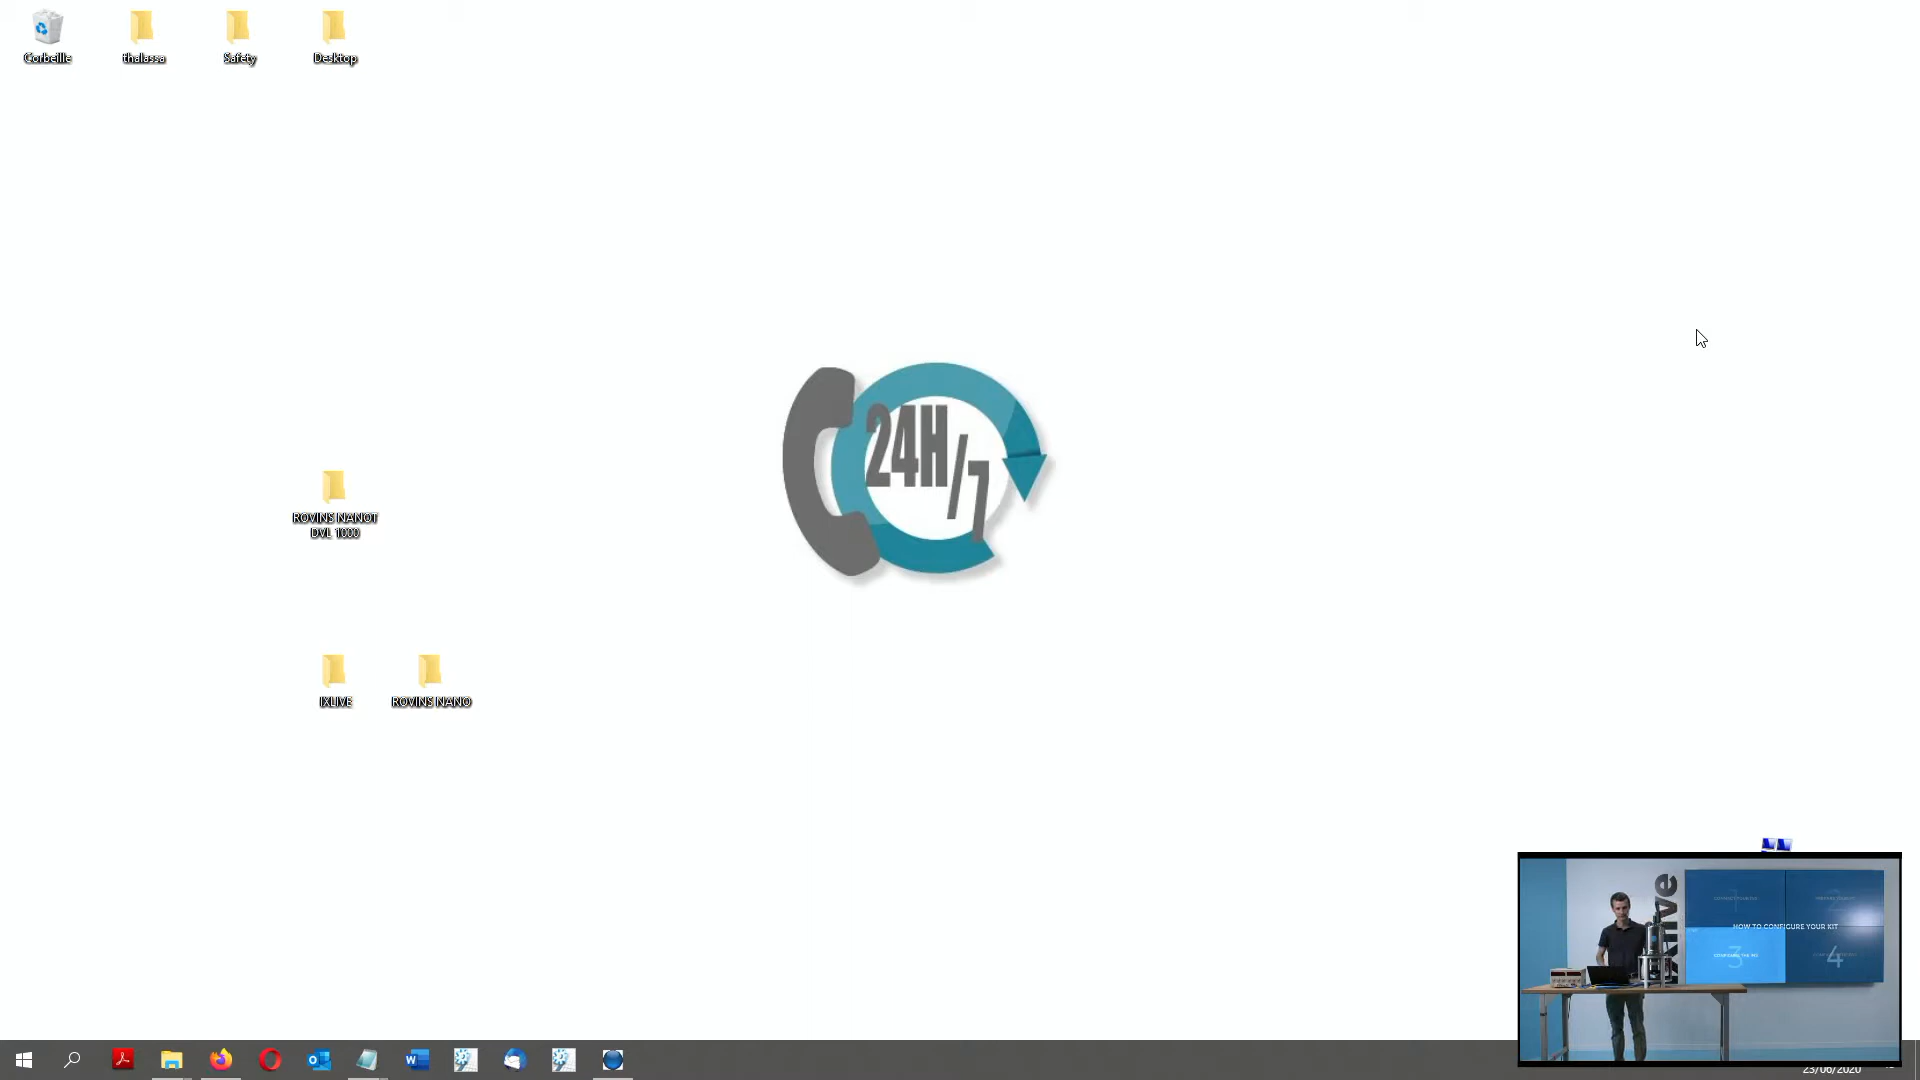 Corbeille
thalassa
Safety
Desktop
24H/7
ROVINS NANOT
DVL 1000
IXLIVE
ROVINS NANO
HOW TO CONFIGURE YOUR KIT
3
4
23/06/2020